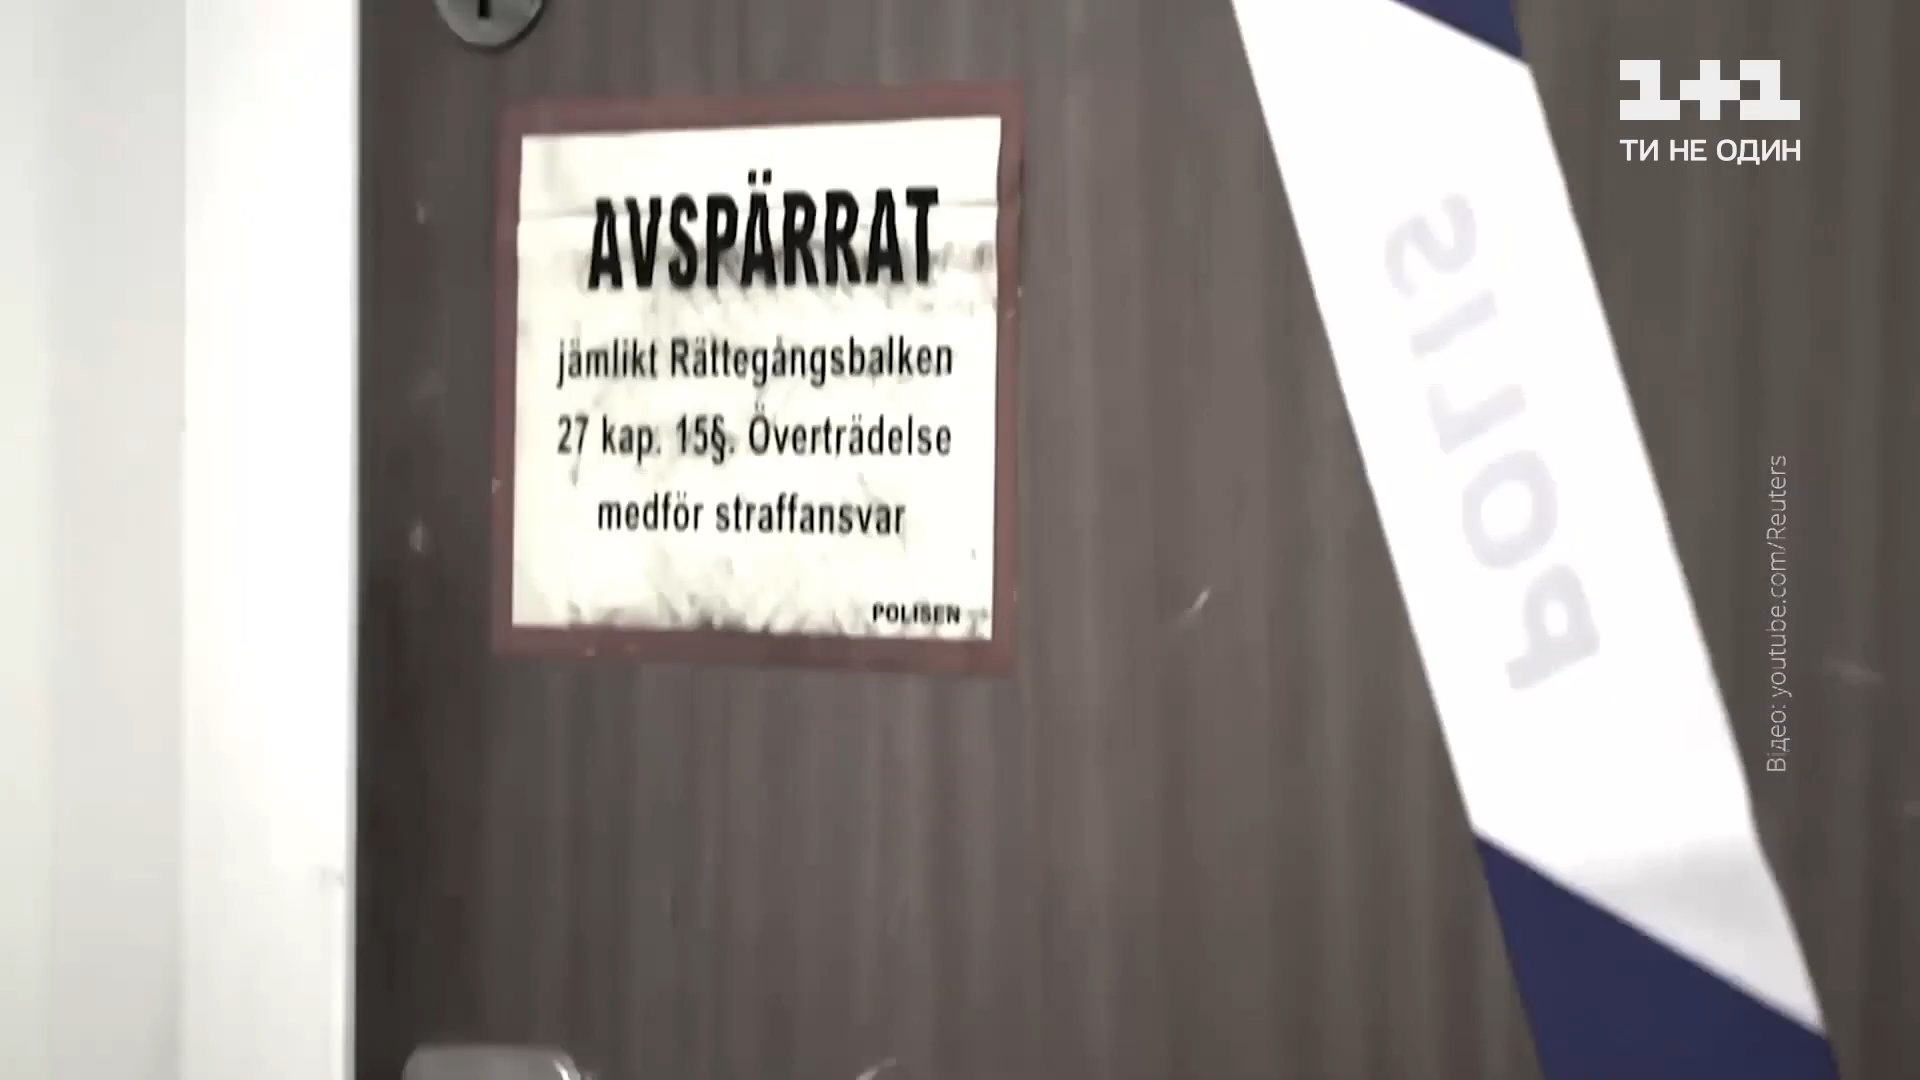 AVSPÄRRAT
jämlikt Rättegångsbalken
27 kap. 15§. Överträdelse
medför straffansvar
POLISEN
POLIS
1+1
ТИ НЕ ОДИН
Відео: youtube.com/Reuters